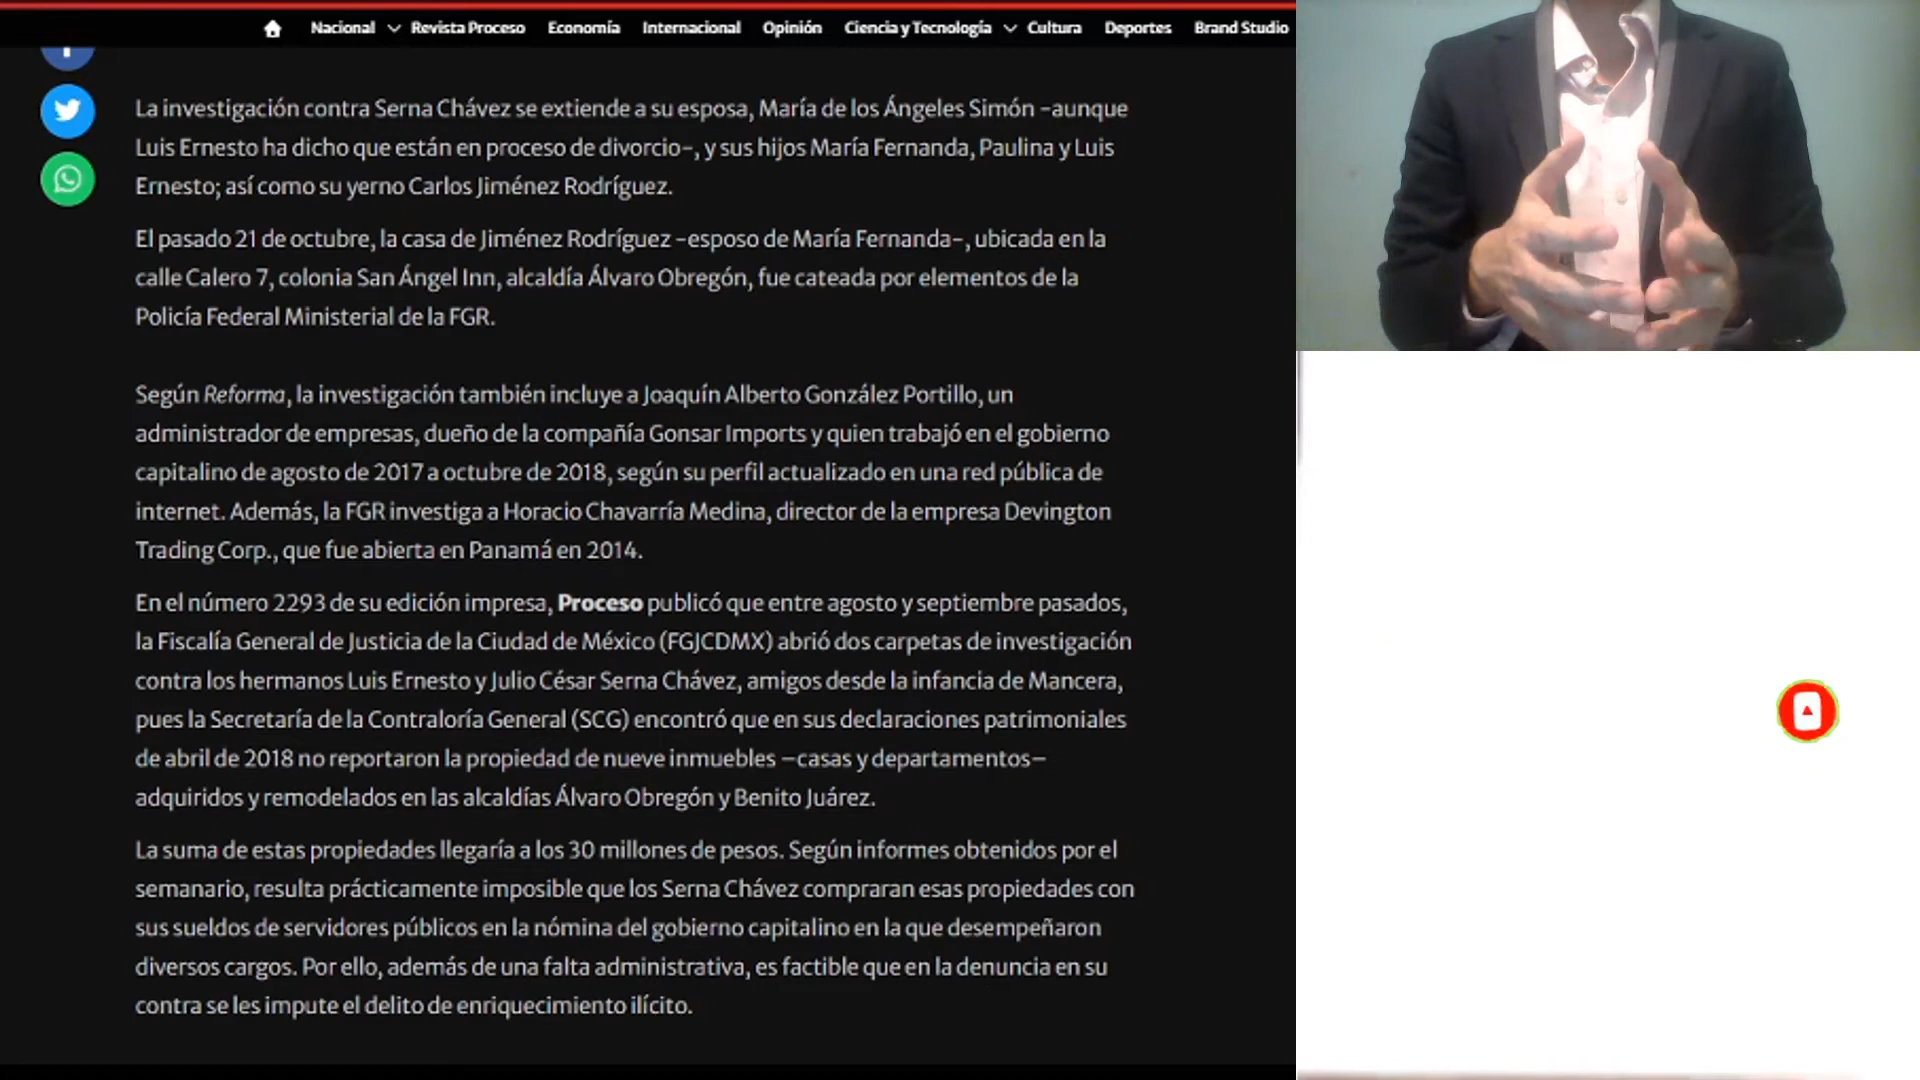 Nacional Revista Proceso Economía Internacional Opinión Ciencia y Tecnología Cultura Deportes Brand Studio
La investigación contra Serna Chávez se extiende a su esposa, María de los Ángeles Simón -aunque
Luis Ernesto ha dicho que están en proceso de divorcio-, y sus hijos María Fernanda, Paulina y Luis
Ernesto; así como su yerno Carlos Jiménez Rodríguez.
El pasado 21 de octubre, la casa de Jiménez Rodríguez -esposo de María Fernanda-, ubicada en la
calle Calero 7, colonia San Ángel Inn, alcaldía Álvaro Obregón, fue cateada por elementos de la
Policía Federal Ministerial de la FGR.
Según Reforma, la investigación también incluye a Joaquín Alberto González Portillo, un
administrador de empresas, dueño de la compañía Gonsar Imports y quien trabajó en el gobierno
capitalino de agosto de 2017 a octubre de 2018, según su perfil actualizado en una red pública de
internet. Además, la FGR investiga a Horacio Chavarría Medina, director de la empresa Devington
Trading Corp., que fue abierta en Panamá en 2014.
En el número 2293 de su edición impresa, Proceso publicó que entre agosto y septiembre pasados,
la Fiscalía General de Justicia de la Ciudad de México (FGJCDMX) abrió dos carpetas de investigación
contra los hermanos Luis Ernesto y Julio César Serna Chávez, amigos desde la infancia de Mancera,
pues la Secretaría de la Contraloría General (SCG) encontró que en sus declaraciones patrimoniales
de abril de 2018 no reportaron la propiedad de nueve inmuebles –casas y departamentos–
adquiridos y remodelados en las alcaldías Álvaro Obregón y Benito Juárez.
La suma de estas propiedades llegaría a los 30 millones de pesos. Según informes obtenidos por el
semanario, resulta prácticamente imposible que los Serna Chávez compraran esas propiedades con
sus sueldos de servidores públicos en la nómina del gobierno capitalino en la que desempeñaron
diversos cargos. Por ello, además de una falta administrativa, es factible que en la denuncia en su
contra se les impute el delito de enriquecimiento ilícito.